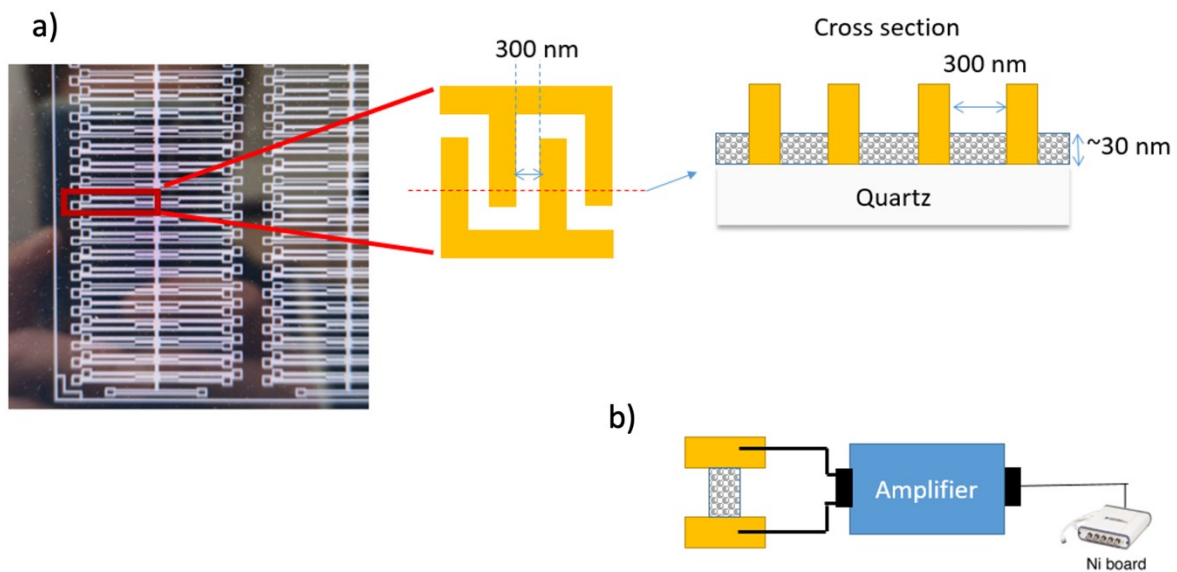 a)
300 nm
Cross section
300 nm
~30 nm
Quartz
b)
Amplifier
Ni board